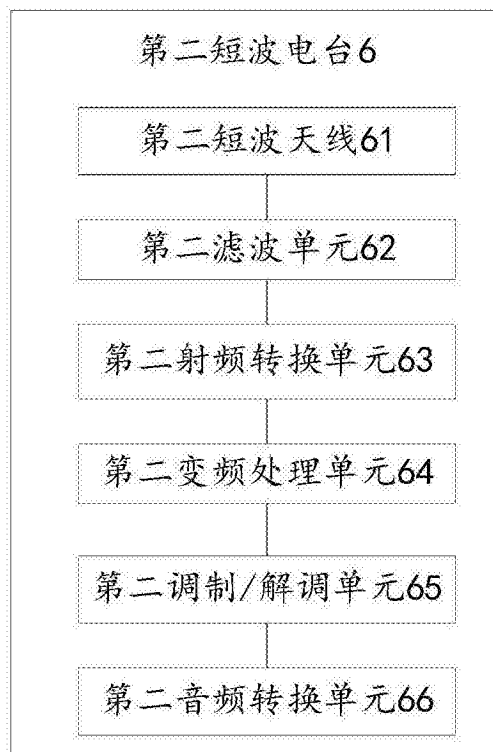 第二短波电台6
第二短波天线61
第二滤波单元62
第二射频转换单元63
第二变频处理单元64
第二调制/解调单元65
第二音频转换单元66